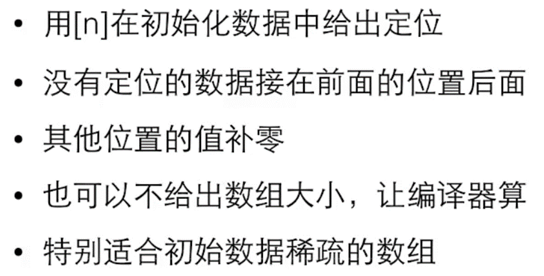 • 用[n]在初始化数据中给出定位
• 没有定位的数据接在前面的位置后面
• 其他位置的值补零
• 也可以不给出数组大小，让编译器算
• 特别适合初始数据稀疏的数组